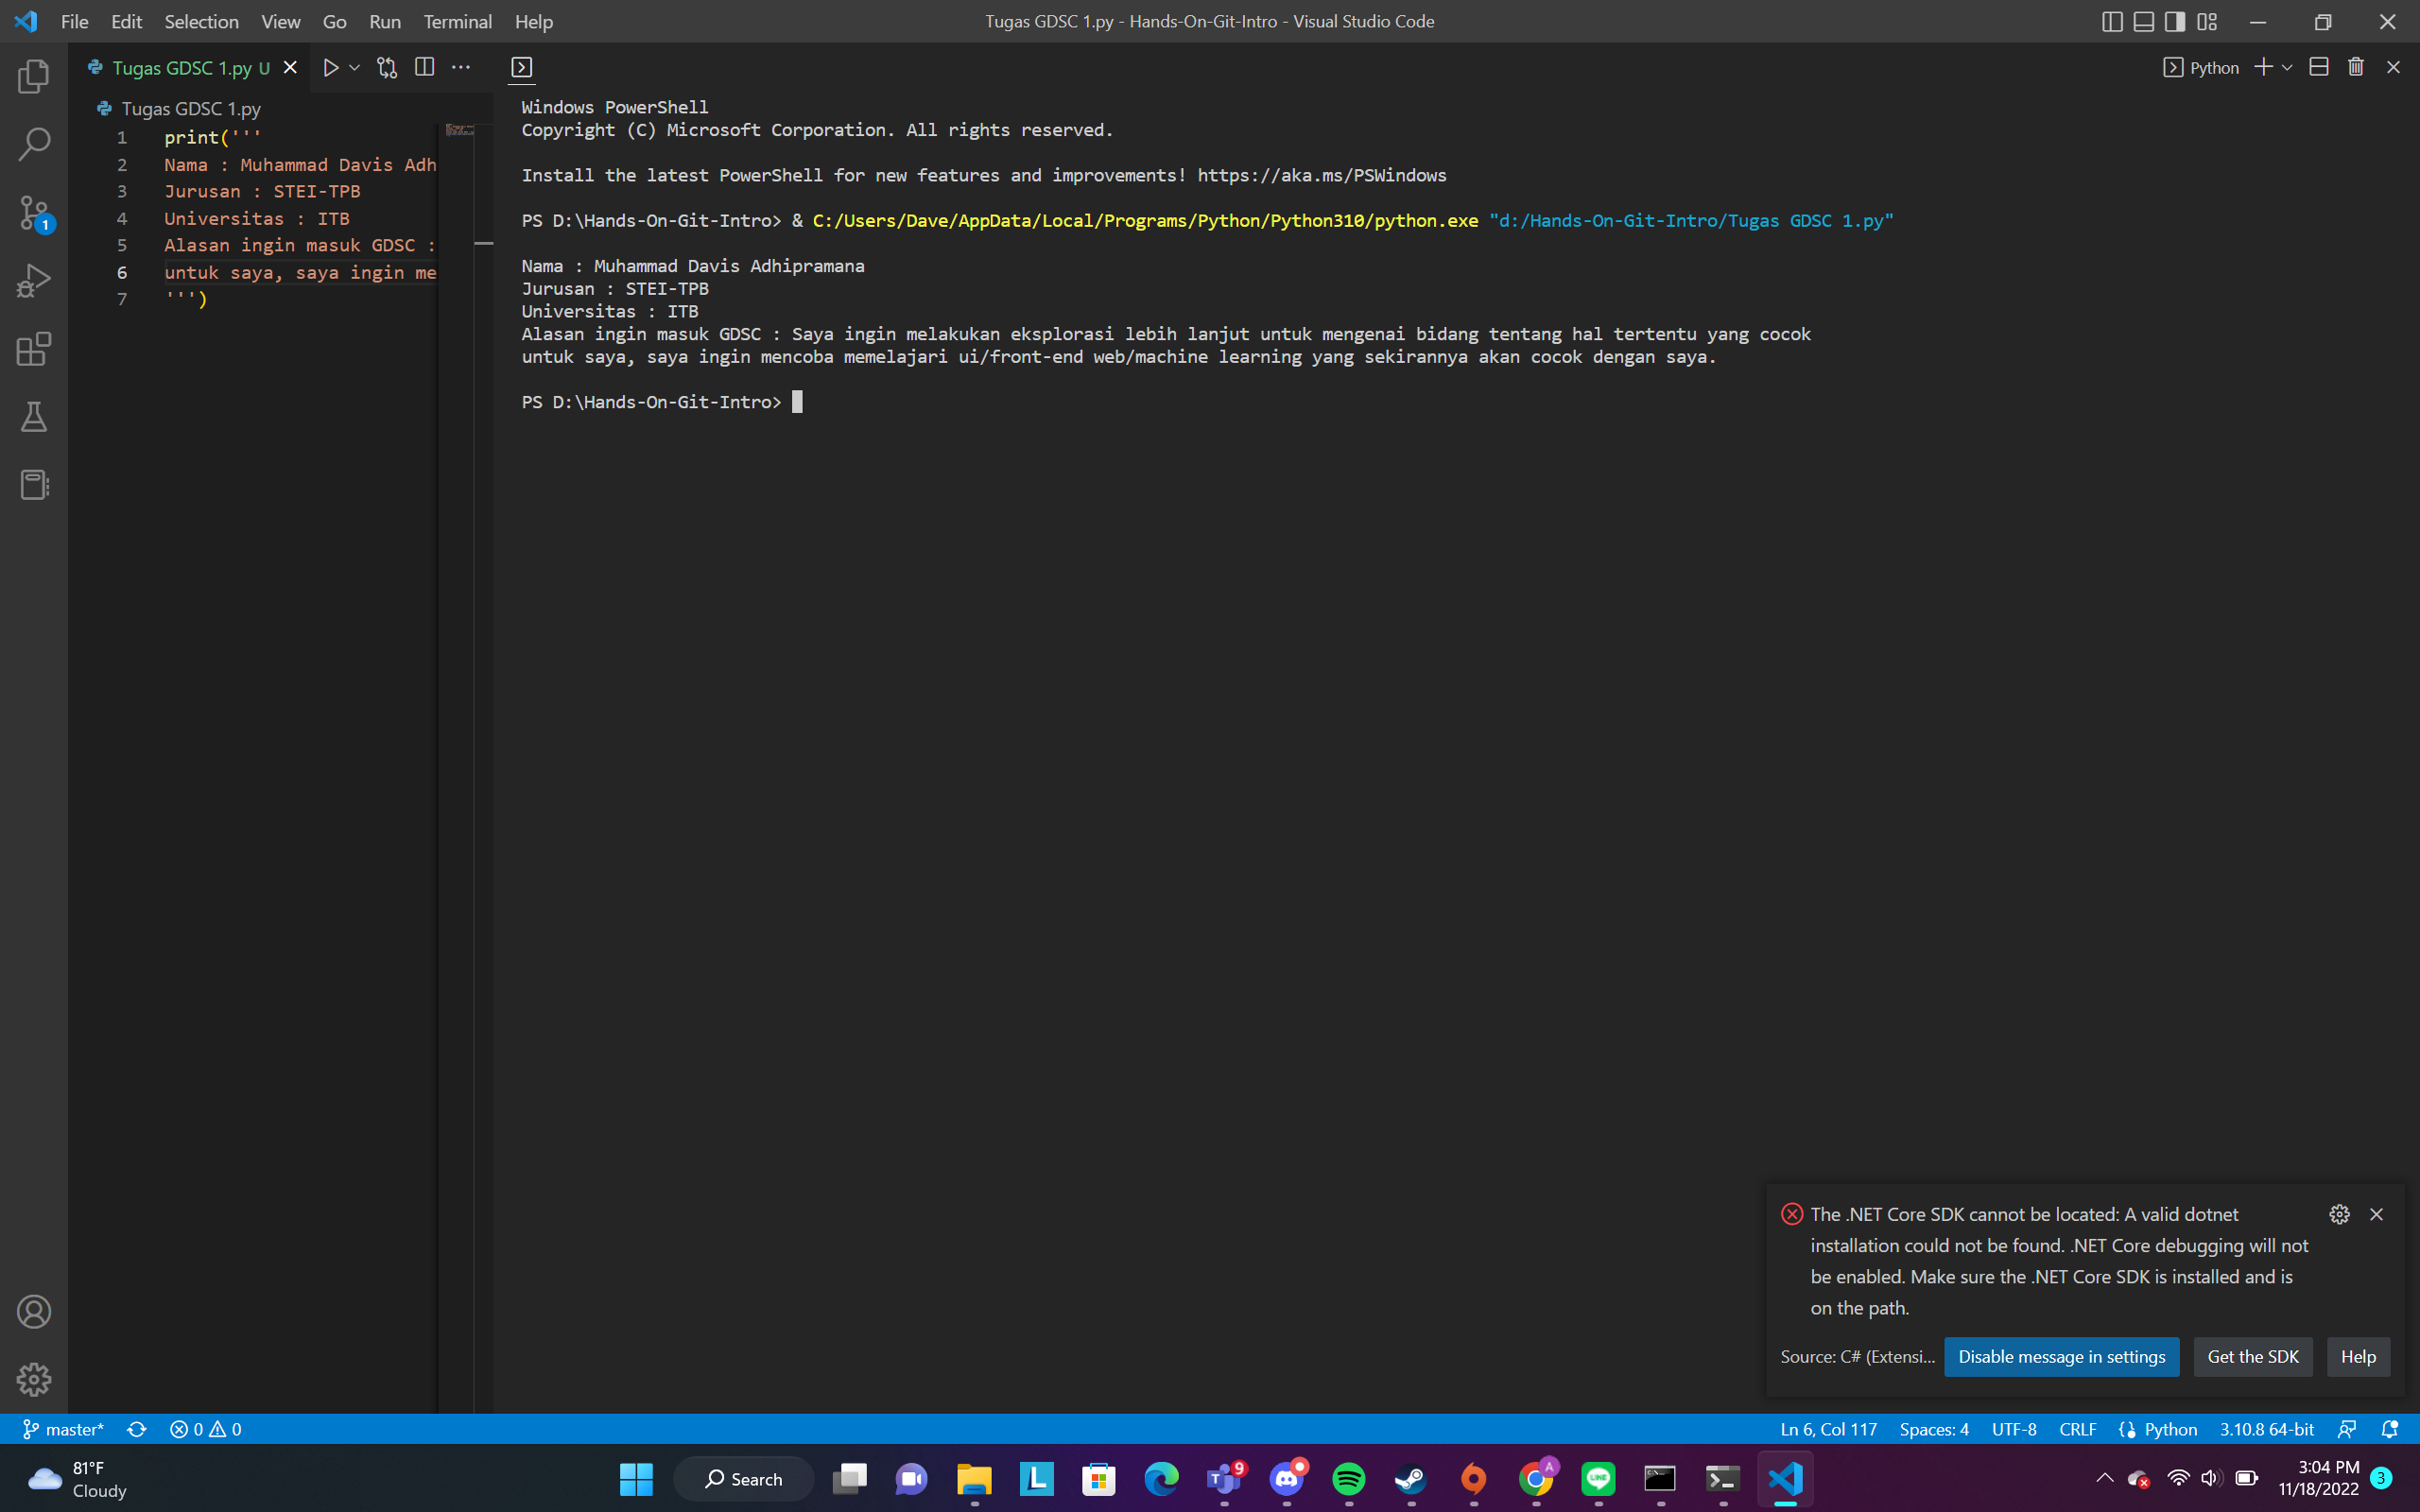 File Edit Selection View Go Run Terminal Help
Tugas GDSC 1.py - Hands-On-Git-Intro - Visual Studio Code
Tugas GDSC 1.py U
Python
Tugas GDSC 1.py
1 print('''
2 Nama : Muhammad Davis Adh
3 Jurusan : STEI-TPB
4 Universitas : ITB
5 Alasan ingin masuk GDSC :
6 untuk saya, saya ingin me
7 ''')
1
Windows PowerShell
Copyright (C) Microsoft Corporation. All rights reserved.
Install the latest PowerShell for new features and improvements! https://aka.ms/PSWindows
PS D:\Hands-On-Git-Intro> & C:/Users/Dave/AppData/Local/Programs/Python/Python310/python.exe "d:/Hands-On-Git-Intro/Tugas GDSC 1.py"
Nama : Muhammad Davis Adhipramana
Jurusan : STEI-TPB
Universitas : ITB
Alasan ingin masuk GDSC : Saya ingin melakukan eksplorasi lebih lanjut untuk mengenai bidang tentang hal tertentu yang cocok
untuk saya, saya ingin mencoba memelajari ui/front-end web/machine learning yang sekirannya akan cocok dengan saya.
PS D:\Hands-On-Git-Intro>
The .NET Core SDK cannot be located: A valid dotnet
installation could not be found. .NET Core debugging will not
be enabled. Make sure the .NET Core SDK is installed and is
on the path.
Source: C# (Extensi... Disable message in settings Get the SDK Help
master* 0 0
Ln 6, Col 117 Spaces: 4 UTF-8 CRLF Python 3.10.8 64-bit
81°F
Cloudy
Search
L
9
A
LINE
3:04 PM
11/18/2022
3